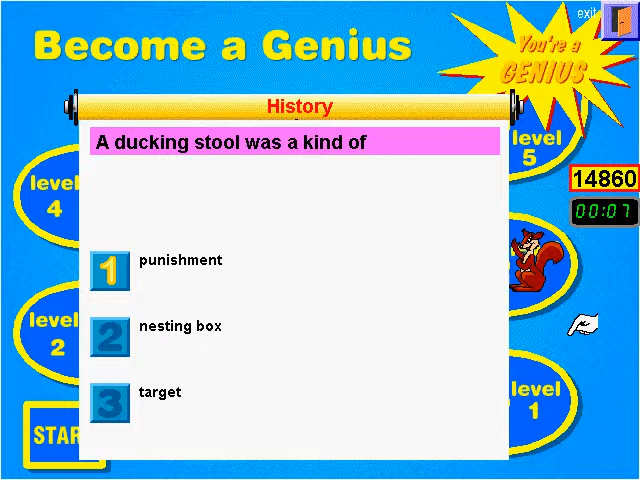 exit
Become a Genius
You're a
GENIUS
History
A ducking stool was a kind of
level
5
14860
level
4
00:07
1 punishment
level
2
2 nesting box
3 target
level
1
STAR